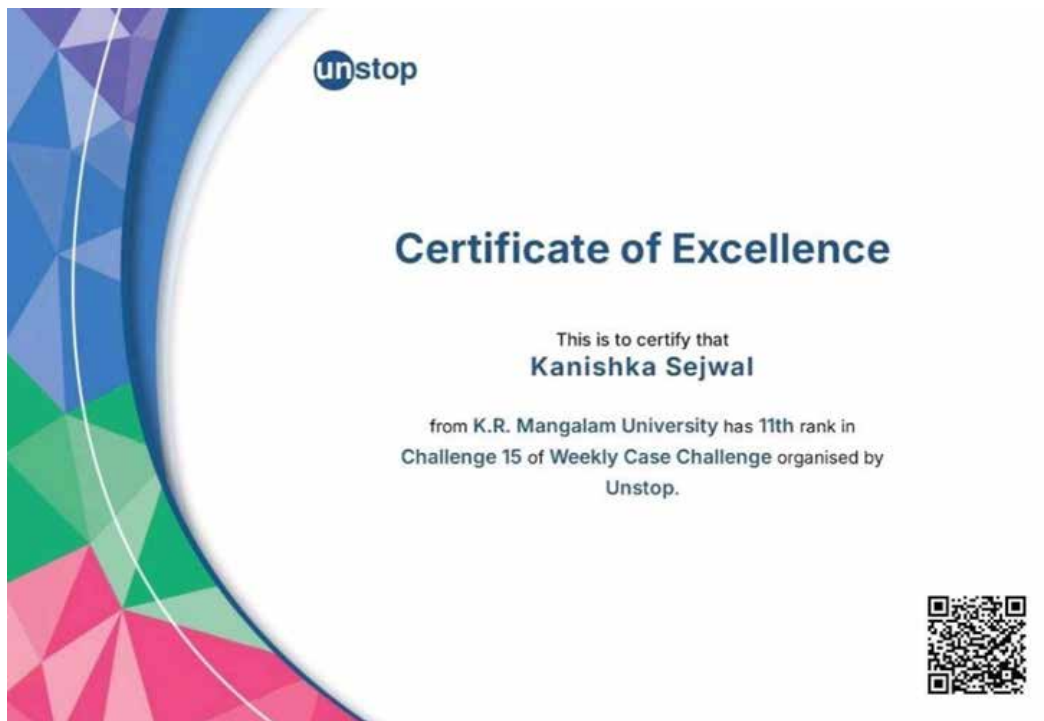 unstop
Certificate of Excellence
This is to certify that
Kanishka Sejwal
from K.R. Mangalam University has 11th rank in
Challenge 15 of Weekly Case Challenge organised by
Unstop.